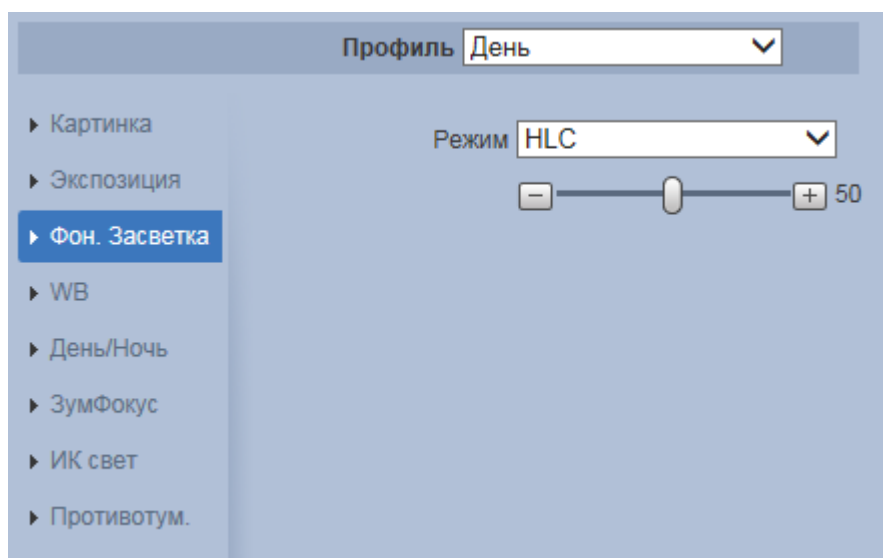 Профиль День
Картинка
Режим HLC
Экспозиция
50
Фон. Засветка
WB
День/Ночь
ЗумФокус
ИК свет
Противотум.